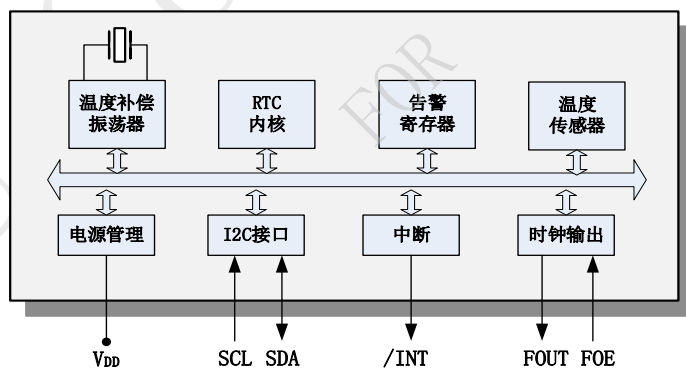 FOR
温度补偿
振荡器
RTC
内核
告警
寄存器
温度
传感器
电源管理
I2C接口
中断
时钟输出
VDD
SCL SDA
/INT
FOUT FOE